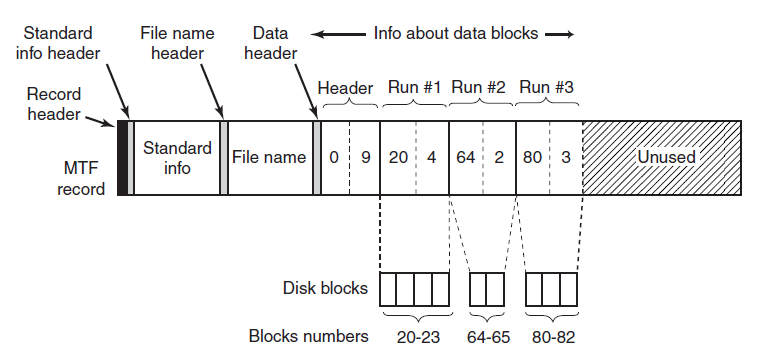 Standard
info header
File name
header
Data
header
Info about data blocks
Record
header
Header Run #1 Run #2 Run #3
MTF
record
Standard
info
File name
0 9 20 4 64 2 80 3
Unused
Disk blocks
Blocks numbers 20-23 64-65 80-82